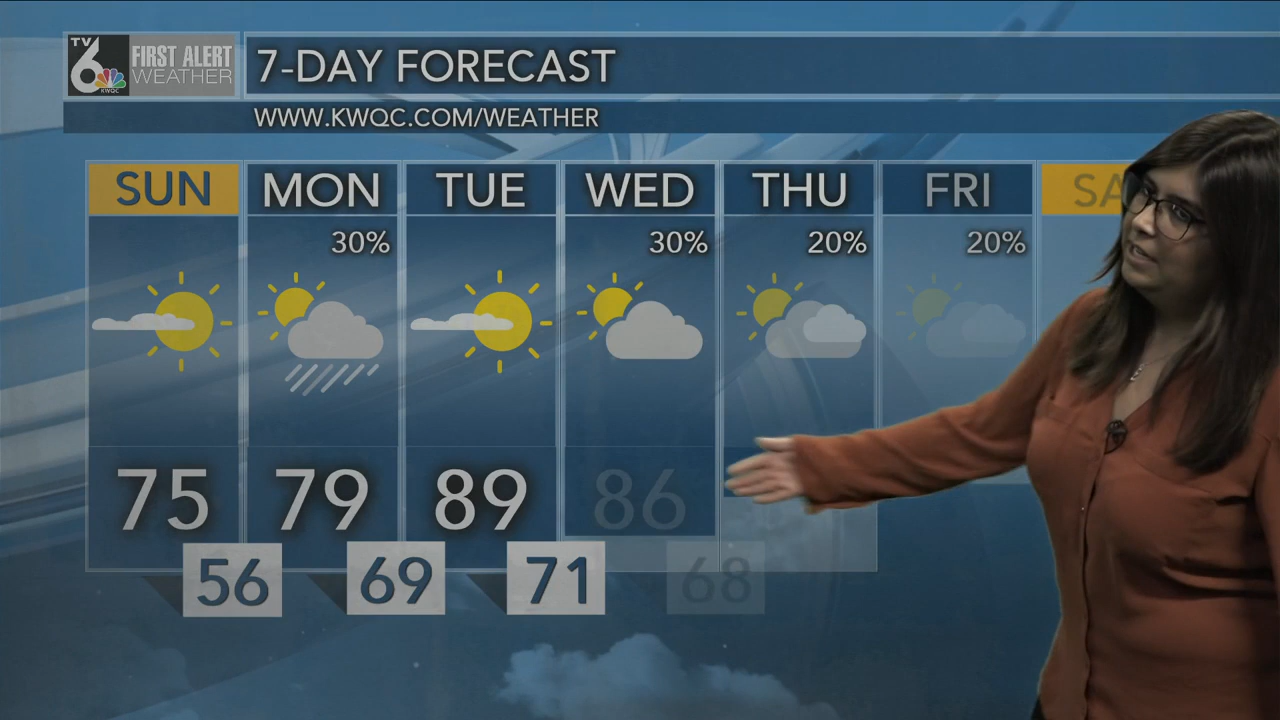 TV
6
KWQC
FIRST ALERT
WEATHER
7-DAY FORECAST
WWW.KWQC.COM/WEATHER
SUN MON TUE WED THU FRI SA
30% 30% 20% 20%
75 79 89 86
56 69 71 68